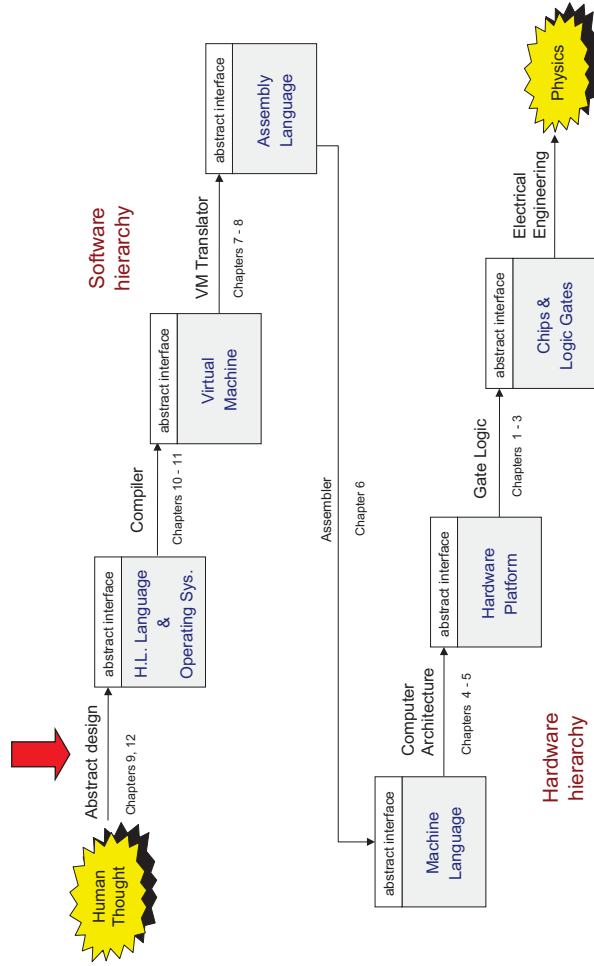 Human
Thought
Abstract design
Chapters 9, 12
abstract interface
H.L. Language
&
Operating Sys.
Compiler
Chapters 10 - 11
abstract interface
Virtual
Machine
Software
hierarchy
VM Translator
Chapters 7 - 8
abstract interface
Assembly
Language
Assembler
Chapter 6
abstract interface
Machine
Language
Computer
Architecture
Chapters 4 - 5
Hardware
hierarchy
abstract interface
Hardware
Platform
Gate Logic
Chapters 1 - 3
abstract interface
Chips &
Logic Gates
Electrical
Engineering
Physics